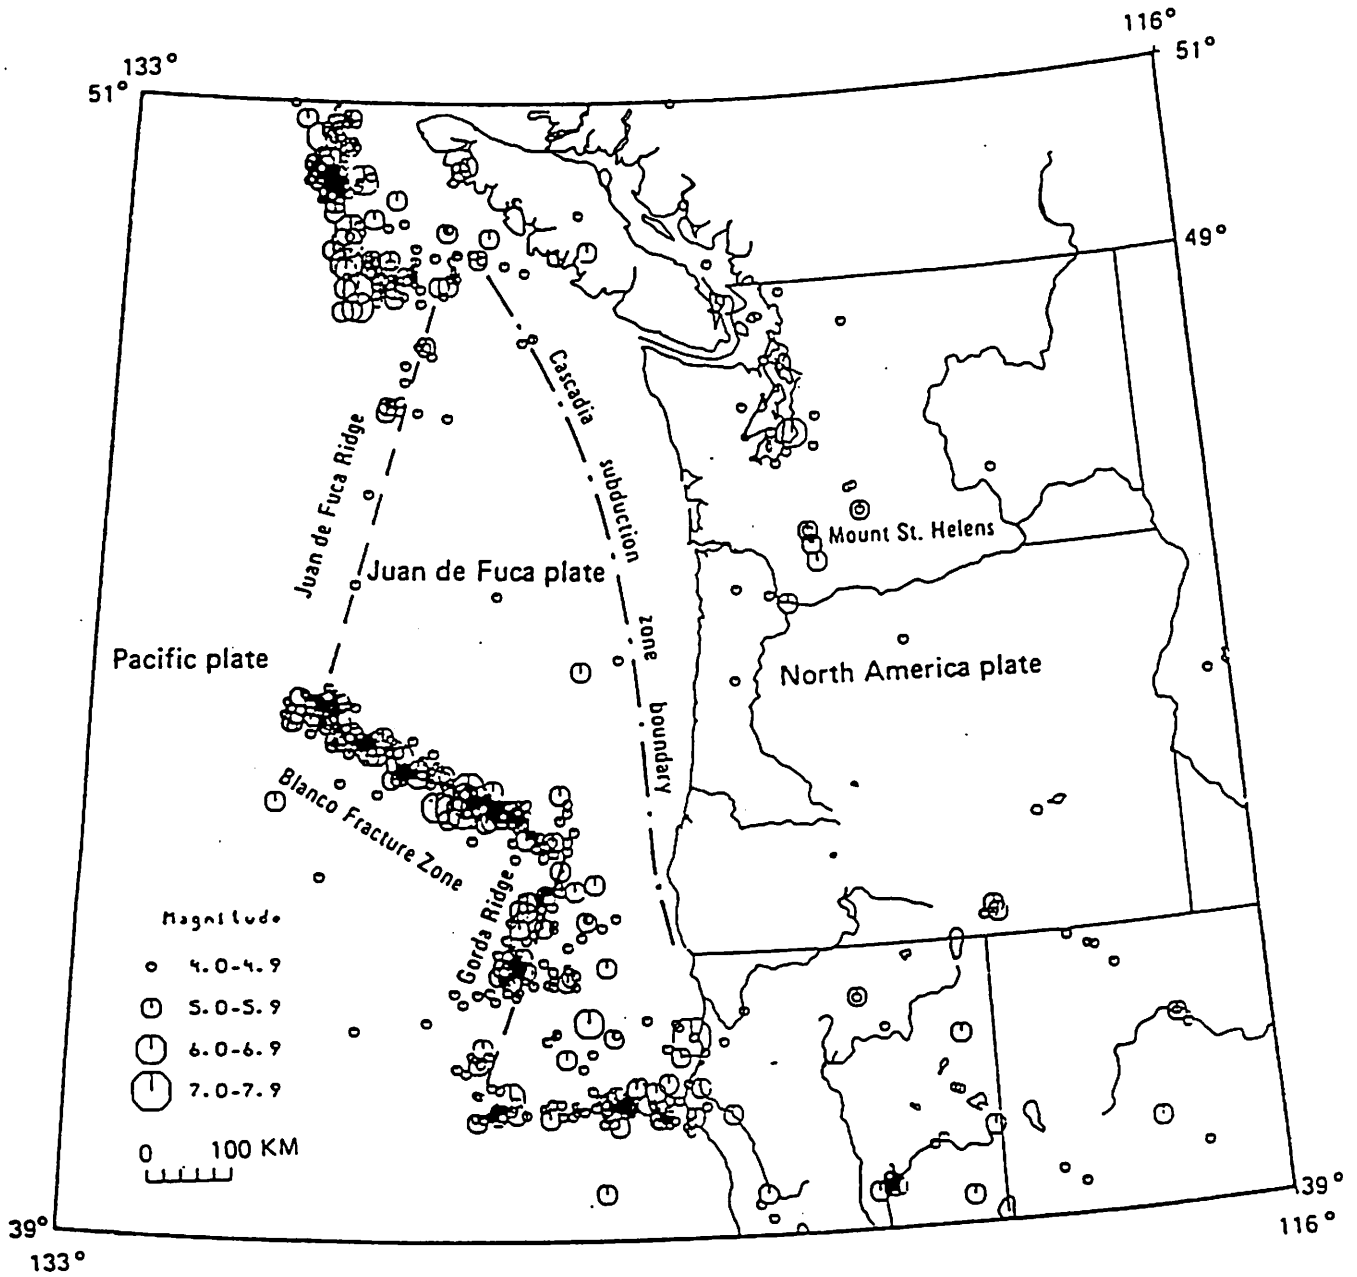 116°
133°
51°
51°
49°
Cascadia
subduction
zone
boundary
Juan de Fuca Ridge
Mount St. Helens
Juan de Fuca plate
Pacific plate
North America plate
Blanco Fracture Zone
Gorda Ridge
Magnitude
4.0-4.9
5.0-5.9
6.0-6.9
7.0-7.9
0 100 KM
39°
39°
133°
116°